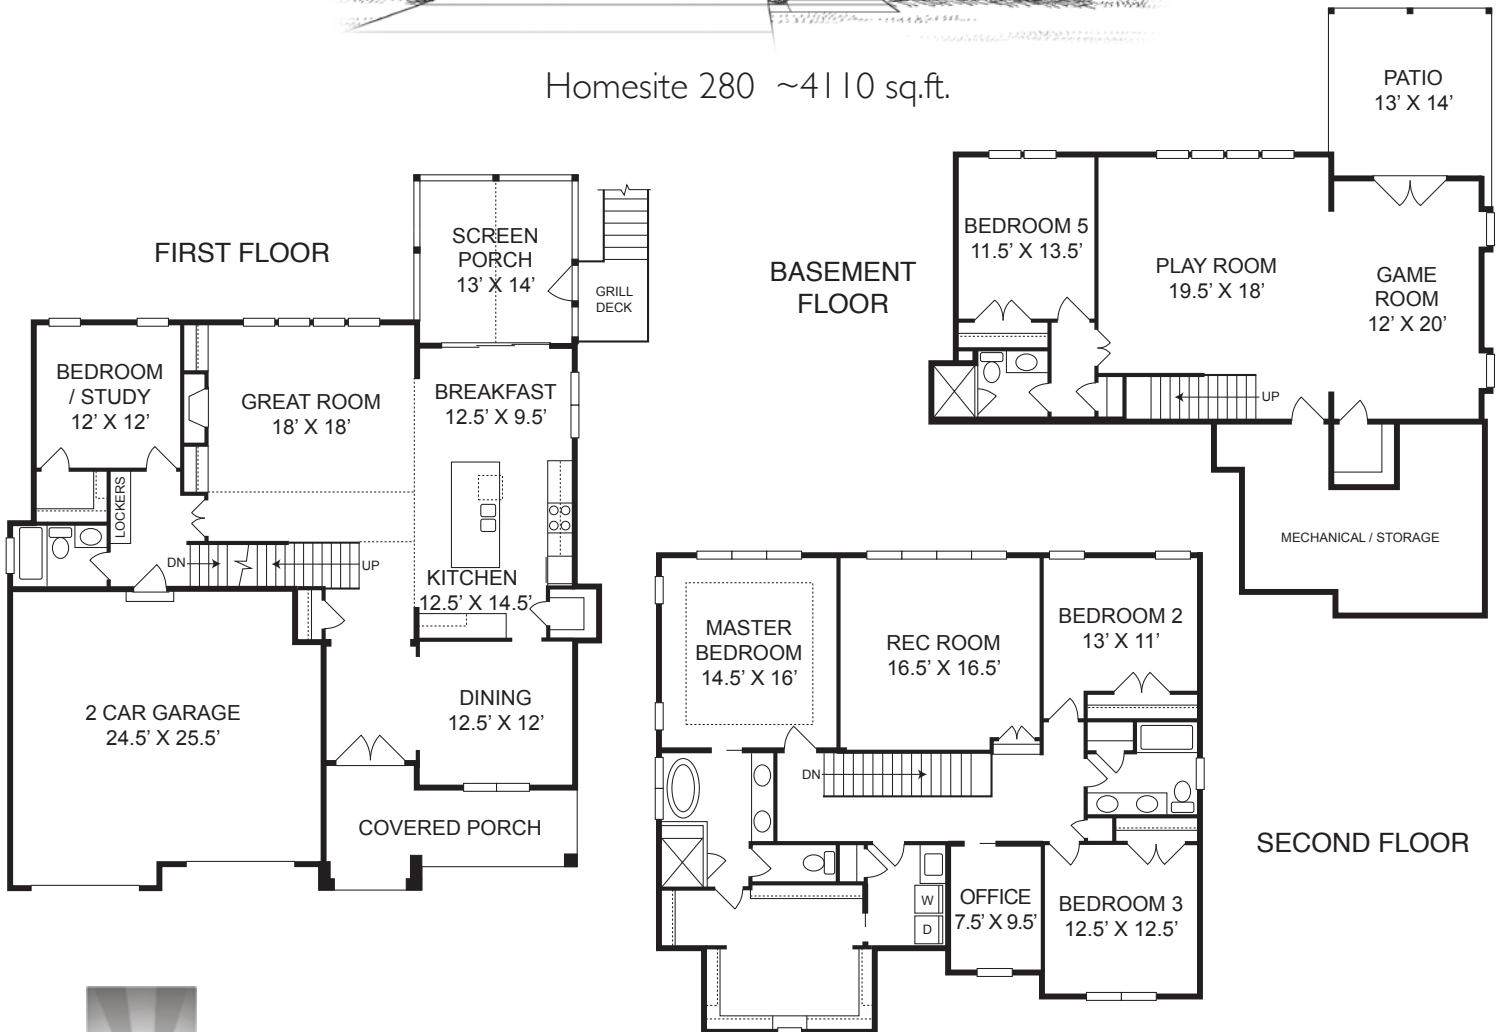 Homesite 280 ~4110 sq.ft.
FIRST FLOOR
SCREEN
PORCH
13’ X 14’
GRILL
DECK
BEDROOM
/ STUDY
12’ X 12’
GREAT ROOM
18’ X 18’
BREAKFAST
12.5’ X 9.5’
LOCKERS
DN
UP
KITCHEN
12.5’ X 14.5’
2 CAR GARAGE
24.5’ X 25.5’
DINING
12.5’ X 12’
COVERED PORCH
BASEMENT
FLOOR
PATIO
13’ X 14’
BEDROOM 5
11.5’ X 13.5’
PLAY ROOM
19.5’ X 18’
GAME
ROOM
12’ X 20’
UP
MECHANICAL / STORAGE
SECOND FLOOR
MASTER
BEDROOM
14.5’ X 16’
REC ROOM
16.5’ X 16.5’
BEDROOM 2
13’ X 11’
DN
W
D
OFFICE
7.5’ X 9.5’
BEDROOM 3
12.5’ X 12.5’